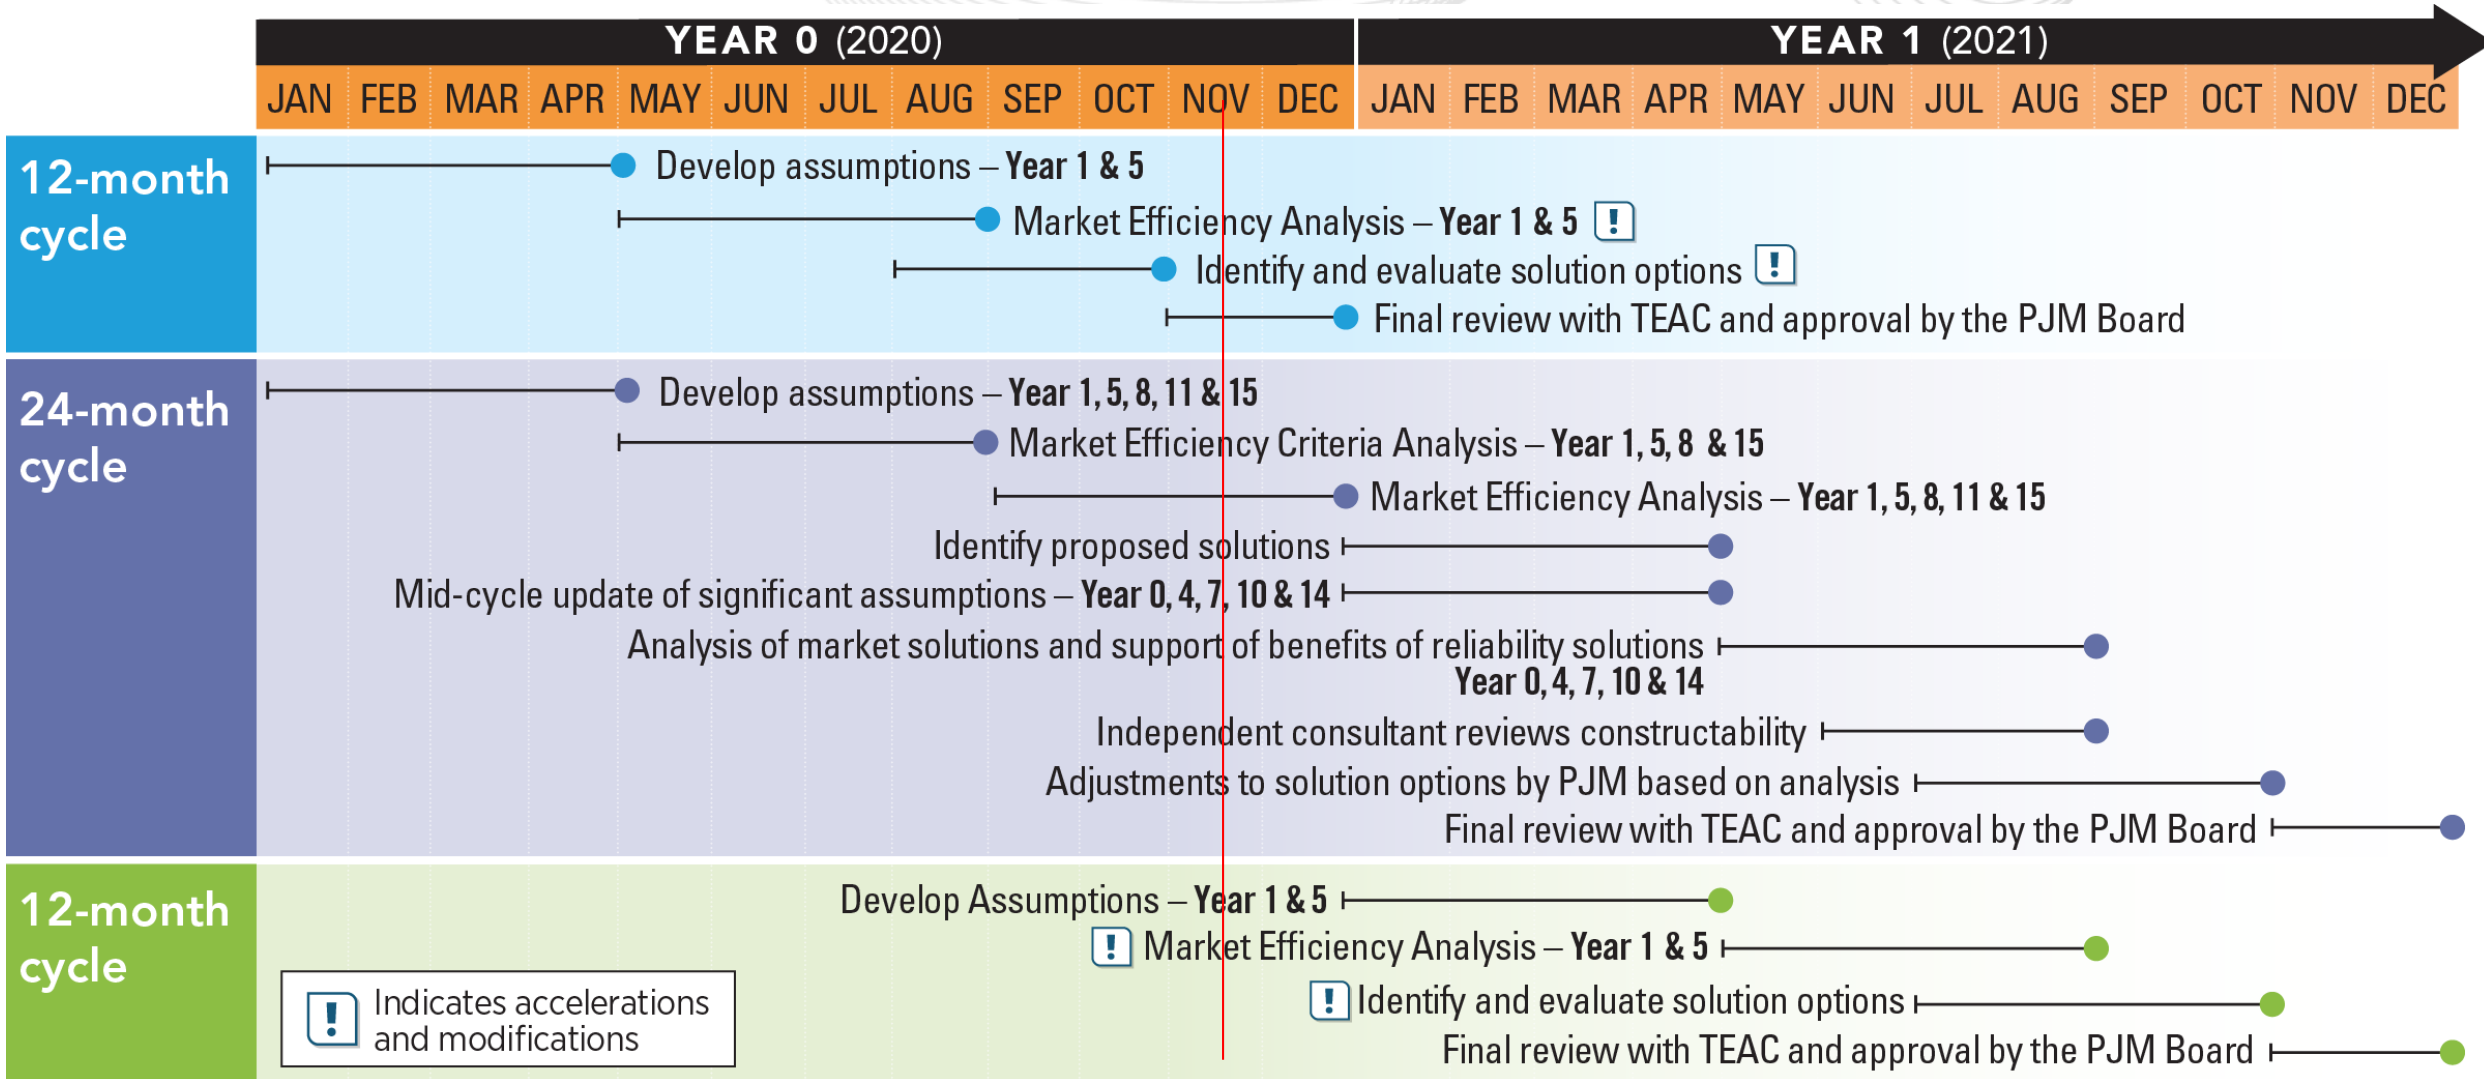 YEAR 0 (2020)
YEAR 1 (2021)
JAN FEB MAR APR MAY JUN JUL AUG SEP OCT NOV DEC JAN FEB MAR APR MAY JUN JUL AUG SEP OCT NOV DEC
12-month
cycle
Develop assumptions – Year 1 & 5
Market Efficiency Analysis – Year 1 & 5 !
Identify and evaluate solution options !
Final review with TEAC and approval by the PJM Board
24-month
cycle
Develop assumptions – Year 1, 5, 8, 11 & 15
Market Efficiency Criteria Analysis – Year 1, 5, 8 & 15
Market Efficiency Analysis – Year 1, 5, 8, 11 & 15
Identify proposed solutions
Mid-cycle update of significant assumptions – Year 0, 4, 7, 10 & 14
Analysis of market solutions and support of benefits of reliability solutions
Year 0, 4, 7, 10 & 14
Independent consultant reviews constructability
Adjustments to solution options by PJM based on analysis
Final review with TEAC and approval by the PJM Board
12-month
cycle
Develop Assumptions – Year 1 & 5
! Market Efficiency Analysis – Year 1 & 5
! Identify and evaluate solution options
Final review with TEAC and approval by the PJM Board
! Indicates accelerations
and modifications